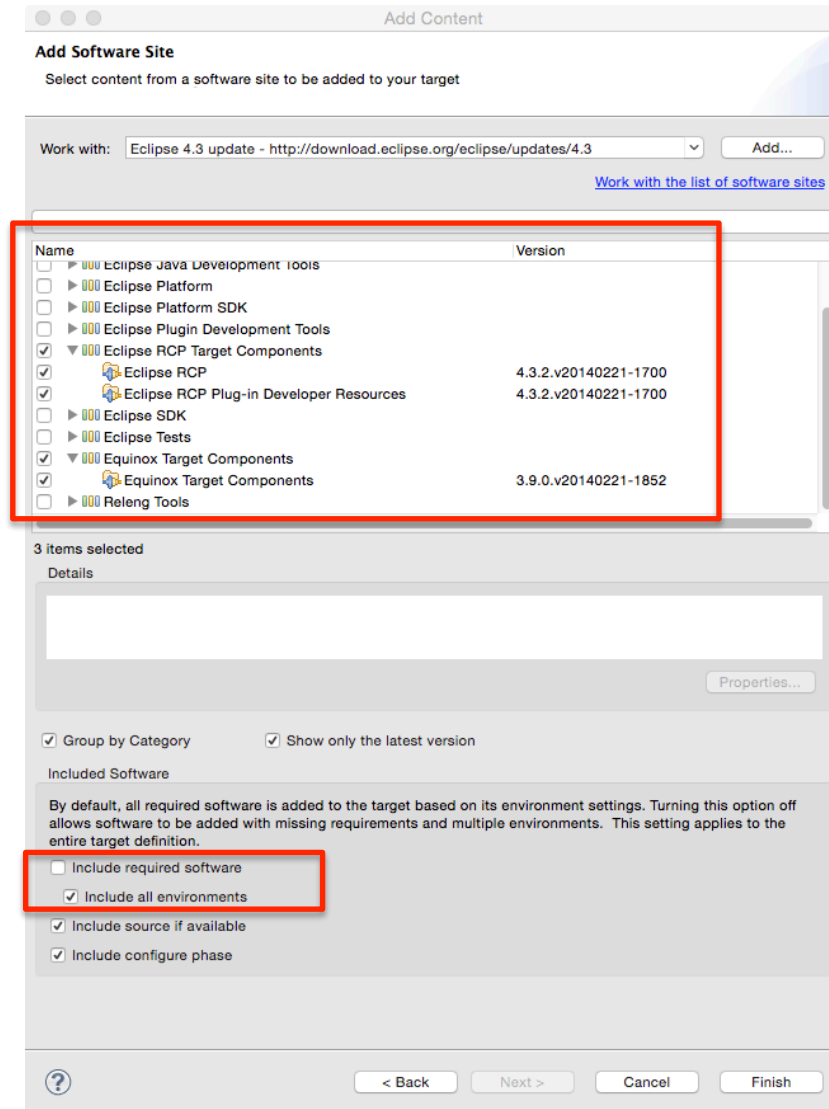 Add Content
Add Software Site
Select content from a software site to be added to your target
Work with: Eclipse 4.3 update - http://download.eclipse.org/eclipse/updates/4.3 Add...
Work with the list of software sites
Name Version
Eclipse Java Development Tools
Eclipse Platform
Eclipse Platform SDK
Eclipse Plugin Development Tools
Eclipse RCP Target Components
Eclipse RCP 4.3.2.v20140221-1700
Eclipse RCP Plug-in Developer Resources 4.3.2.v20140221-1700
Eclipse SDK
Eclipse Tests
Equinox Target Components
Equinox Target Components 3.9.0.v20140221-1852
Releng Tools
3 items selected
Details
Properties...
Group by Category Show only the latest version
Included Software
By default, all required software is added to the target based on its environment settings. Turning this option off
allows software to be added with missing requirements and multiple environments. This setting applies to the
entire target definition.
Include required software
Include all environments
Include source if available
Include configure phase
? < Back Next > Cancel Finish